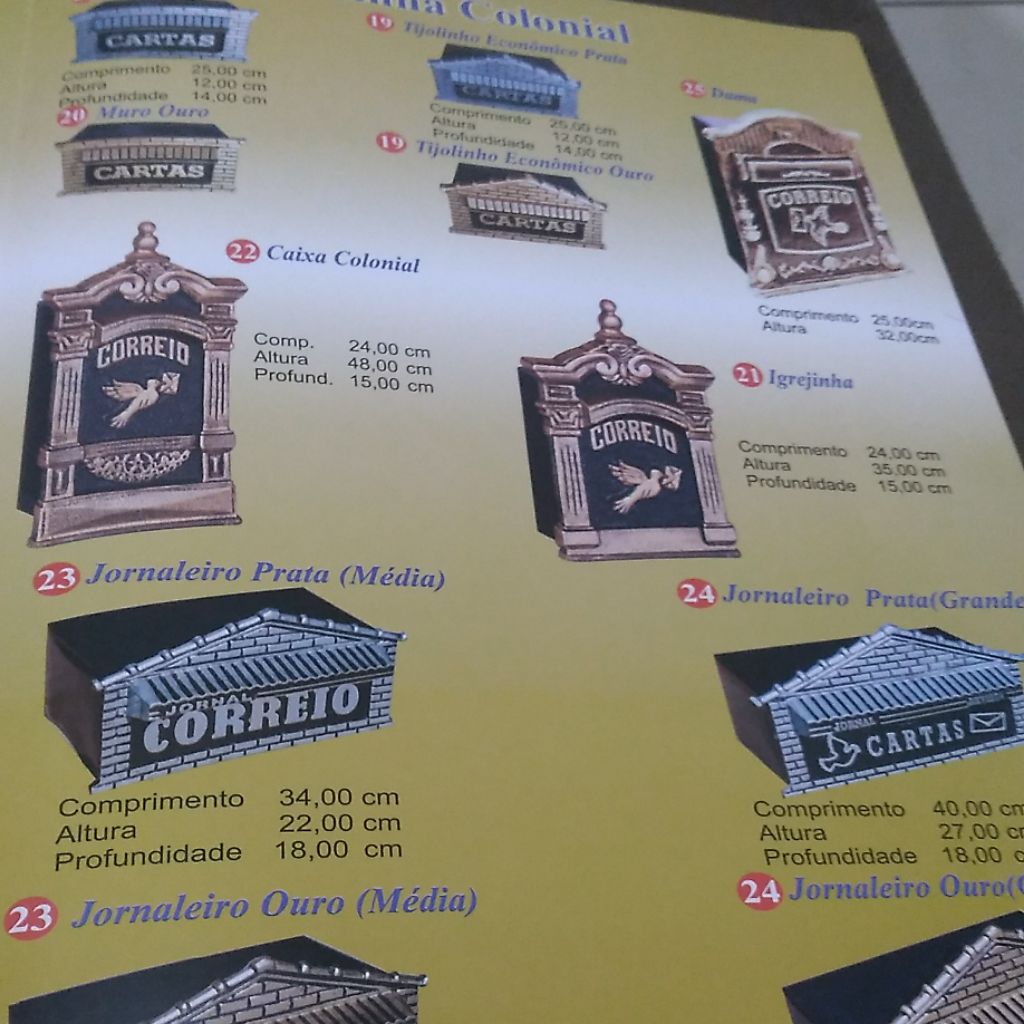 Colonial
CARTAS
Comprimento 25,00 cm
Altura 12,00 cm
Profundidade 14,00 cm
19 Tijolinho Econômico Prata
CARTAS
Comprimento 25,00 cm
Altura 12,00 cm
Profundidade 14,00 cm
20 Muro Ouro
CARTAS
19 Tijolinho Econômico Ouro
CARTAS
25 Dama
CORREIO
Comprimento 25,00cm
Altura 32,00cm
22 Caixa Colonial
CORREIO
Comp. 24,00 cm
Altura 48,00 cm
Profund. 15,00 cm
21 Igrejinha
CORREIO
Comprimento 24,00 cm
Altura 35,00 cm
Profundidade 15,00 cm
23 Jornaleiro Prata (Média)
JORNAL
CORREIO
Comprimento 34,00 cm
Altura 22,00 cm
Profundidade 18,00 cm
24 Jornaleiro Prata(Grande
JORNAL
CARTAS
Comprimento 40,00 cm
Altura 27,00 cm
Profundidade 18,00 c
23 Jornaleiro Ouro (Média)
24 Jornaleiro Ouro(